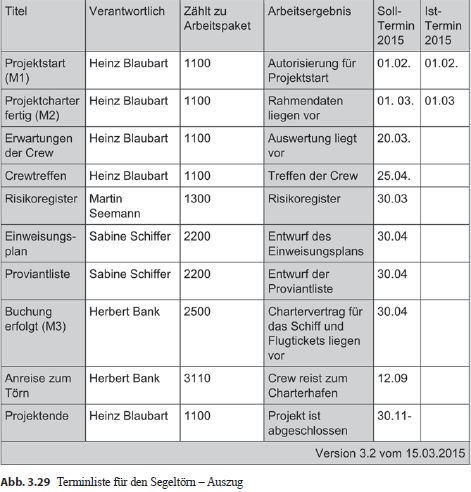 Titel Verantwortlich Zählt zu Arbeitspaket Arbeitsergebnis Soll-Termin 2015 Ist-Termin 2015
Projektstart (M1) Heinz Blaubart 1100 Autorisierung für Projektstart 01.02. 01.02.
Projektcharter fertig (M2) Heinz Blaubart 1100 Rahmendaten liegen vor 01. 03. 01.03
Erwartungen der Crew Heinz Blaubart 1100 Auswertung liegt vor 20.03.
Crewtreffen Heinz Blaubart 1100 Treffen der Crew 25.04.
Risikoregister Martin Seemann 1300 Risikoregister 30.03
Einweisungs-plan Sabine Schiffer 2200 Entwurf des Einweisungsplans 30.04
Proviantliste Sabine Schiffer 2200 Entwurf der Proviantliste 30.04
Buchung erfolgt (M3) Herbert Bank 2500 Chartervertrag für das Schiff und Flugtickets liegen vor 30.04
Anreise zum Törn Herbert Bank 3110 Crew reist zum Charterhafen 12.09
Projektende Heinz Blaubart 1100 Projekt ist abgeschlossen 30.11-
Version 3.2 vom 15.03.2015
Abb. 3.29 Terminliste für den Segeltörn – Auszug